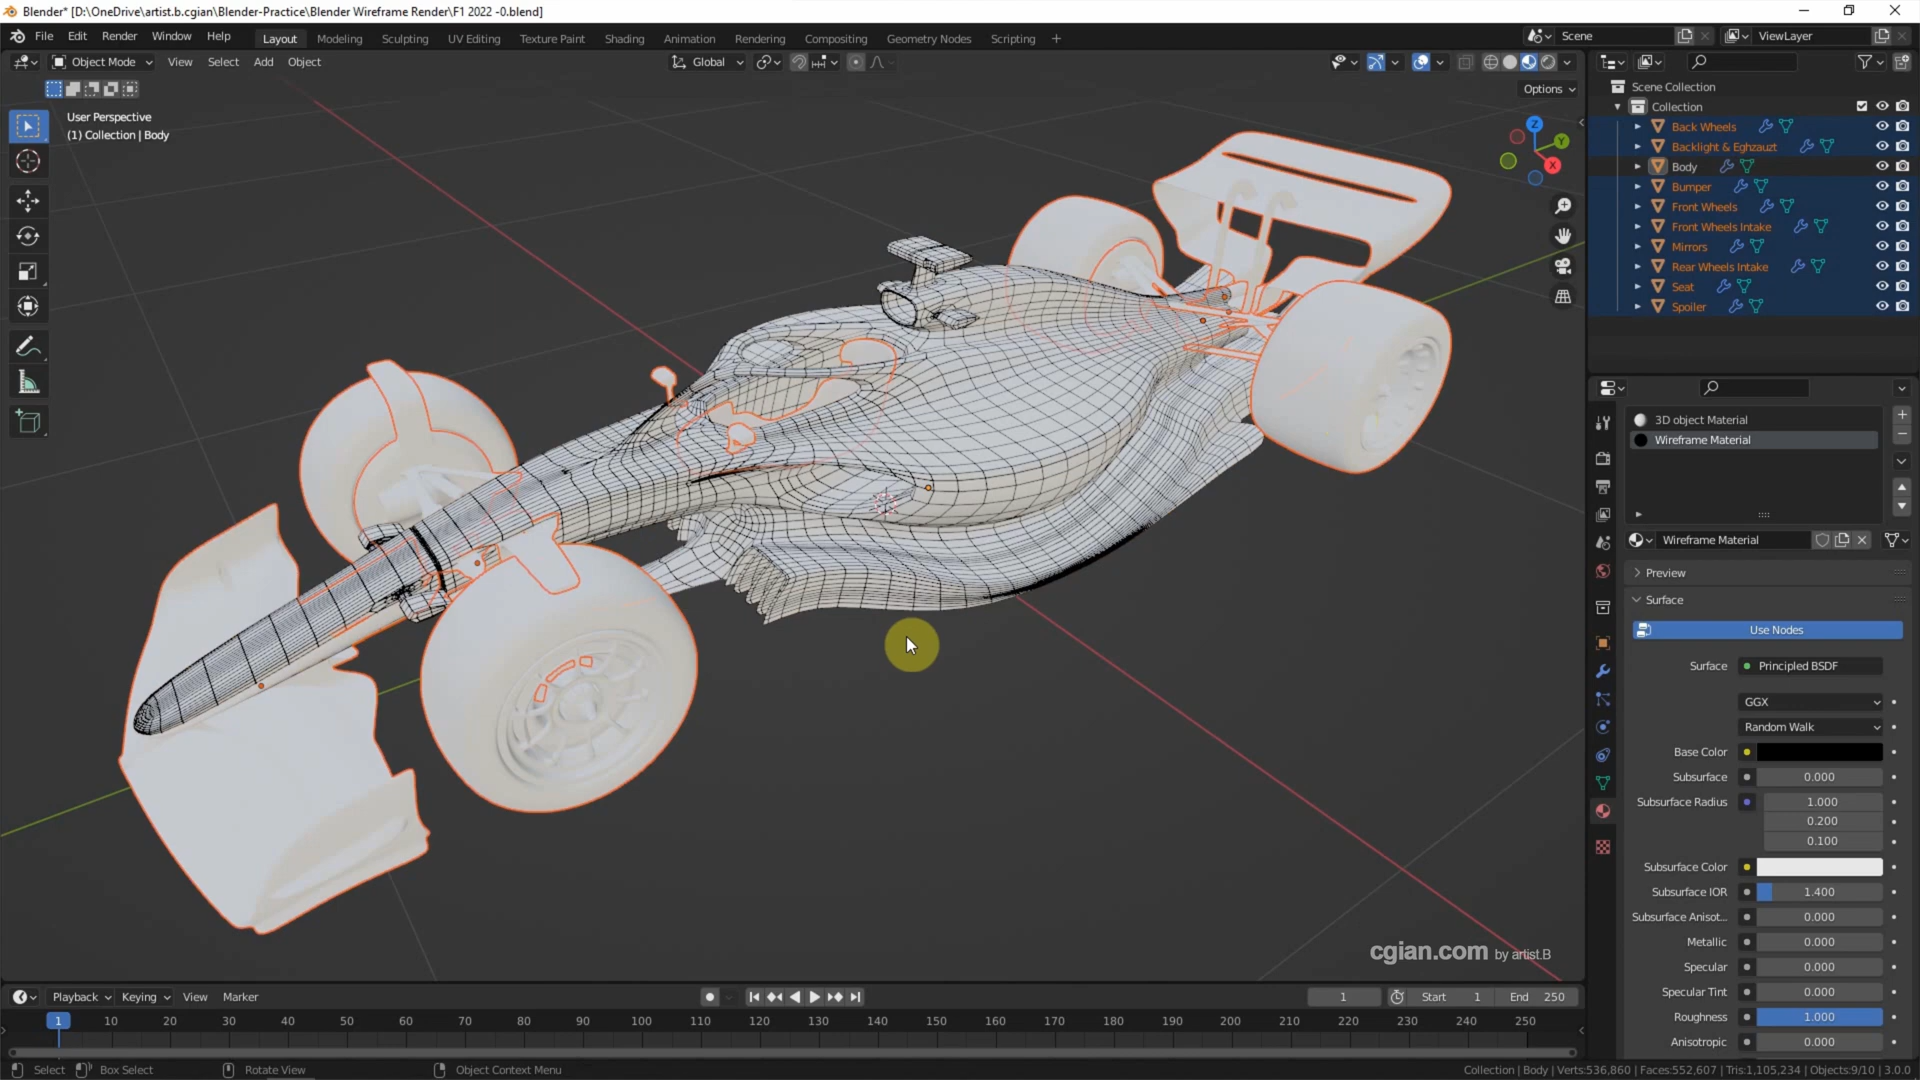 Blender* [D:\OneDrive\artist.b.cgian\Blender-Practice\Blender Wireframe Render\F1 2022 -0.blend]
File Edit Render Window Help Layout Modeling Sculpting UV Editing Texture Paint Shading Animation Rendering Compositing Geometry Nodes Scripting + Scene ViewLayer
Object Mode View Select Add Object Global
Options
User Perspective
(1) Collection | Body
Z
Y
X
Scene Collection
Collection
Back Wheels
Backlight & Eghzauzt
Body
Bumper
Front Wheels
Front Wheels Intake
Mirrors
Rear Wheels Intake
Seat
Spoiler
3D object Material
Wireframe Material
Wireframe Material
Preview
Surface
Use Nodes
Surface Principled BSDF
GGX
Random Walk
Base Color
Subsurface 0.000
Subsurface Radius 1.000
0.200
0.100
Subsurface Color
Subsurface IOR 1.400
Subsurface Anisot... 0.000
Metallic 0.000
Specular 0.000
Specular Tint 0.000
Roughness 1.000
Anisotropic 0.000
cgian.com by artist.B
Playback Keying View Marker 1 Start 1 End 250
1 10 20 30 40 50 60 70 80 90 100 110 120 130 140 150 160 170 180 190 200 210 220 230 240 250
Select Box Select Rotate View Object Context Menu Collection | Body | Verts:536,860 | Faces:552,607 | Tris:1,105,234 | Objects:9/10 | 3.0.0